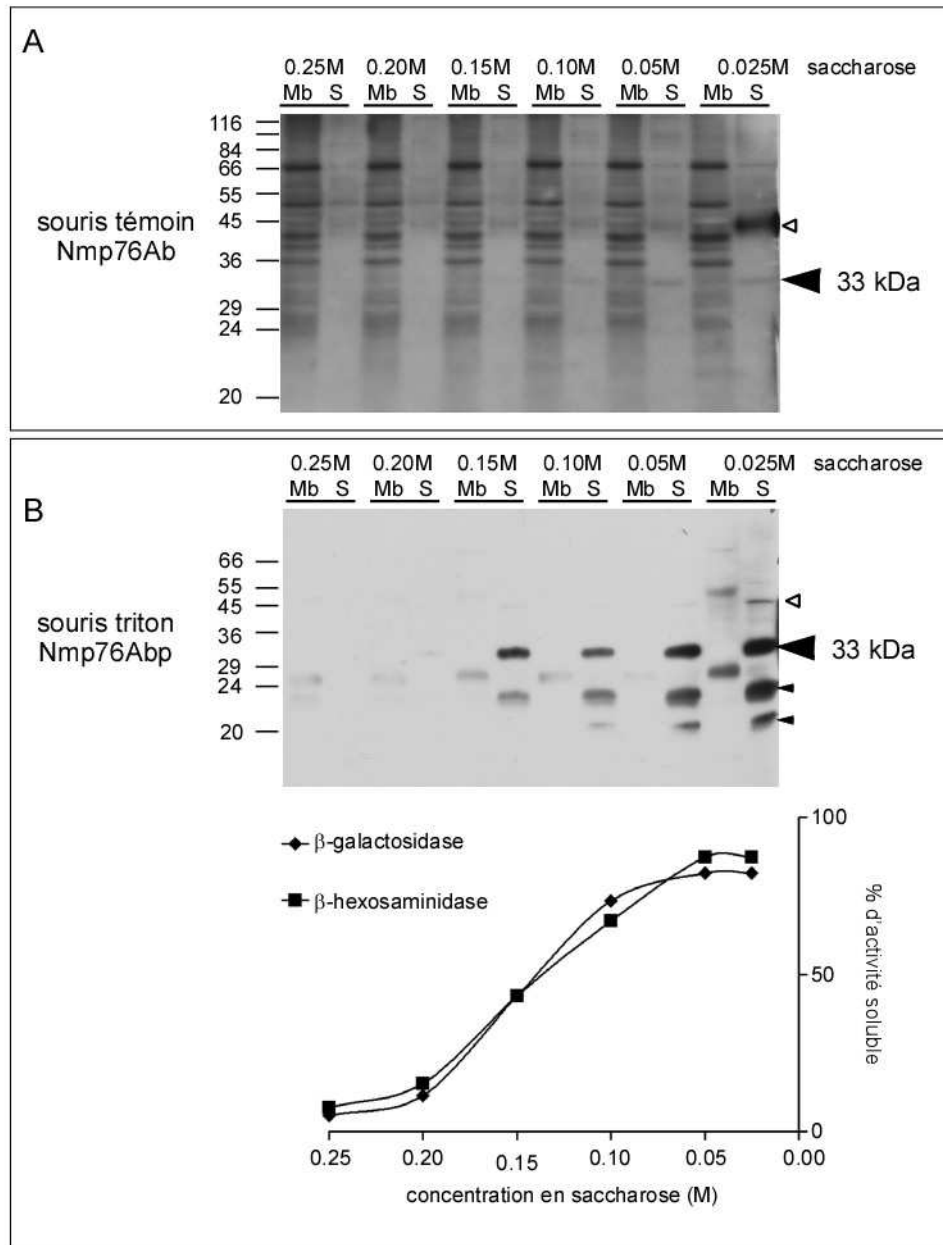 A
0.25M 0.20M 0.15M 0.10M 0.05M 0.025M saccharose
Mb S Mb S Mb S Mb S Mb S Mb S
116
84
66
55
45
36
29
24
20
souris témoin
Nmp76Ab
33 kDa
B
0.25M 0.20M 0.15M 0.10M 0.05M 0.025M saccharose
Mb S Mb S Mb S Mb S Mb S Mb S
66
55
45
36
29
24
20
souris triton
Nmp76Abp
33 kDa
β-galactosidase
β-hexosaminidase
100
50
0
% d'activité soluble
0.25 0.20 0.15 0.10 0.05 0.00
concentration en saccharose (M)